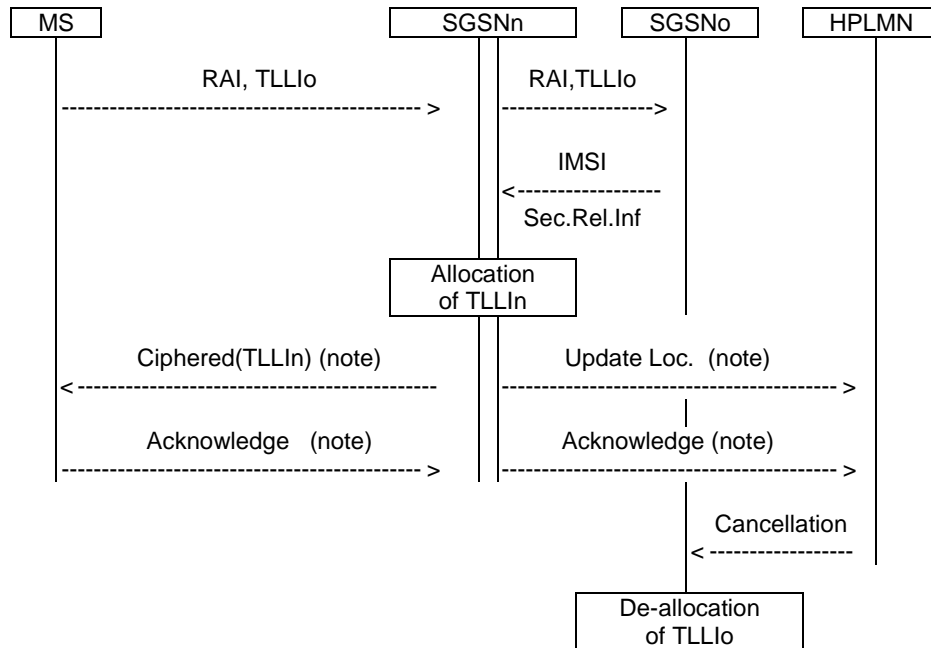 MS SGSNn SGSNo HPLMN
RAI, TLLIo RAI,TLLIo
IMSI
Sec.Rel.Inf
Allocation
of TLLIn
Ciphered(TLLIn) (note) Update Loc. (note)
Acknowledge (note) Acknowledge (note)
Cancellation
De-allocation
of TLLIo